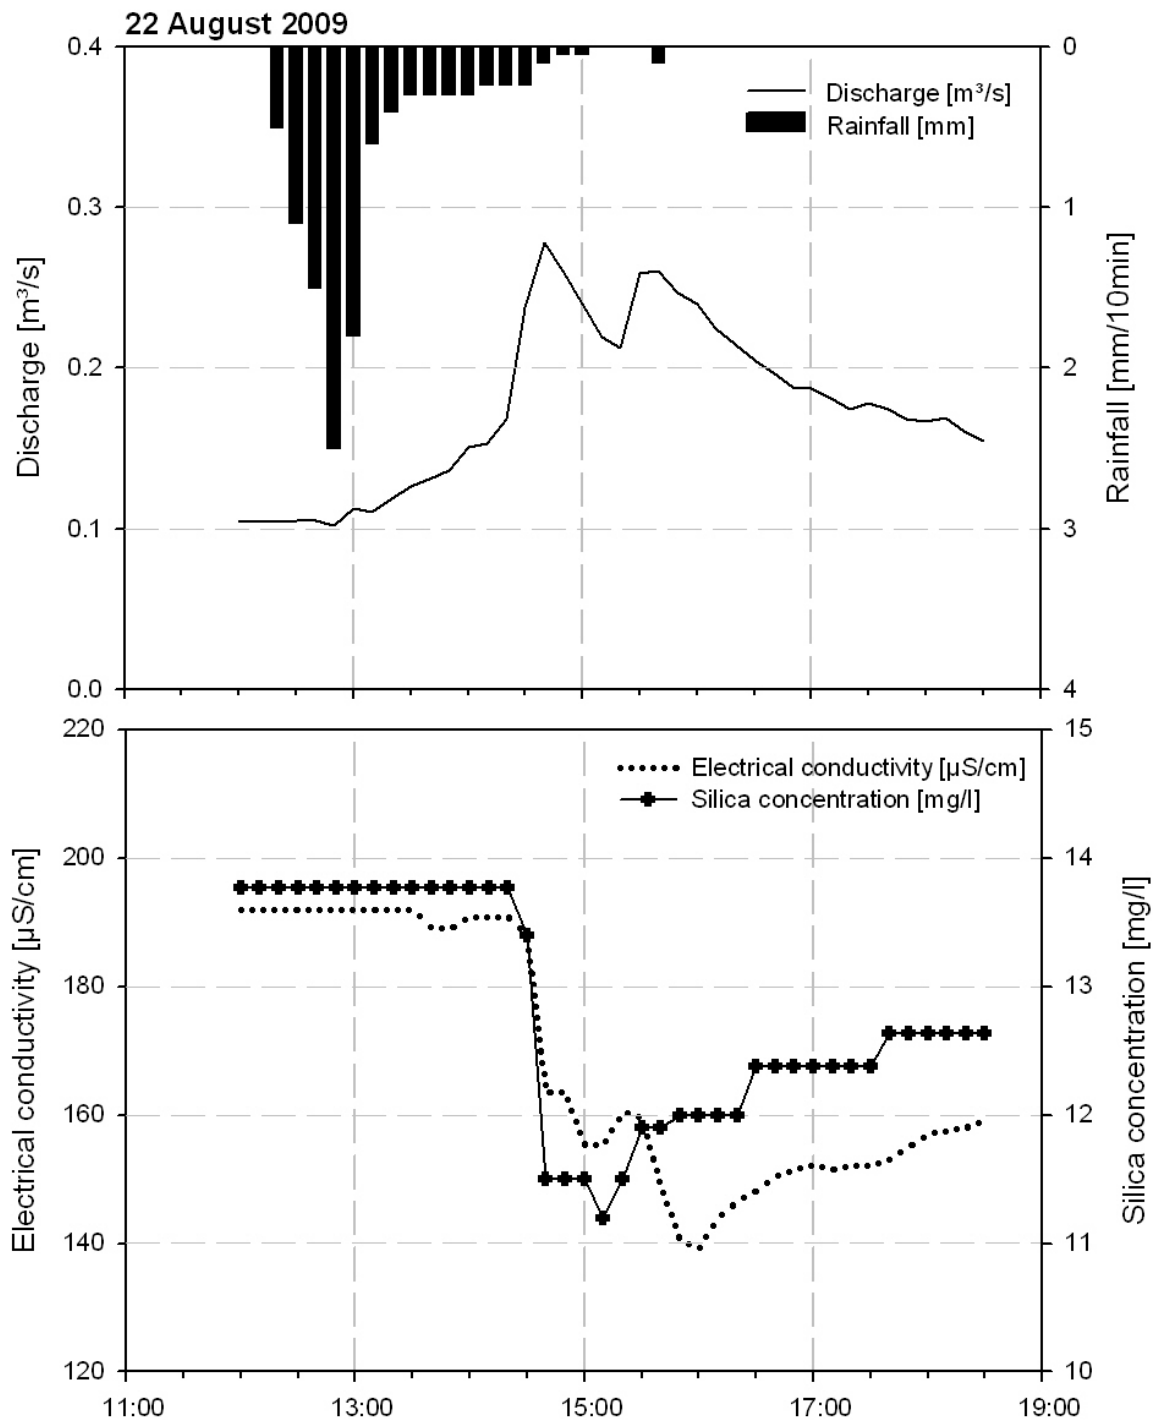 22 August 2009
0.4
0.3
0.2
0.1
0.0
Discharge [m³/s]
0
1
2
3
4
Rainfall [mm/10min]
Discharge [m³/s]
Rainfall [mm]
220
200
180
160
140
120
Electrical conductivity [µS/cm]
15
14
13
12
11
10
Silica concentration [mg/l]
Electrical conductivity [µS/cm]
Silica concentration [mg/l]
11:00 13:00 15:00 17:00 19:00